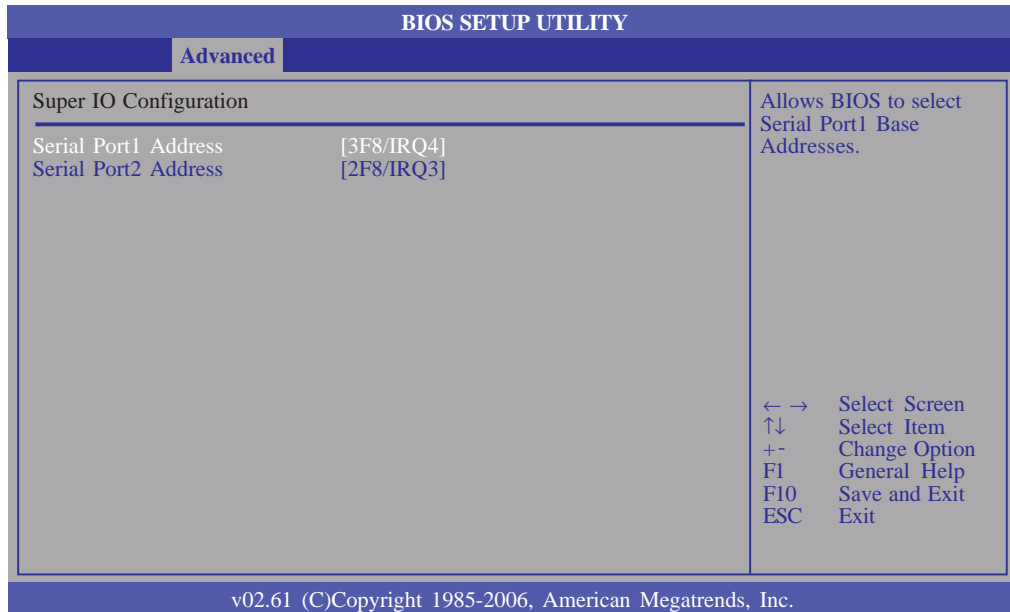 BIOS SETUP UTILITY
Advanced
Super IO Configuration
Serial Port1 Address [3F8/IRQ4]
Serial Port2 Address [2F8/IRQ3]
Allows BIOS to select
Serial Port1 Base
Addresses.
← → Select Screen
↑↓ Select Item
+- Change Option
F1 General Help
F10 Save and Exit
ESC Exit
v02.61 (C)Copyright 1985-2006, American Megatrends, Inc.